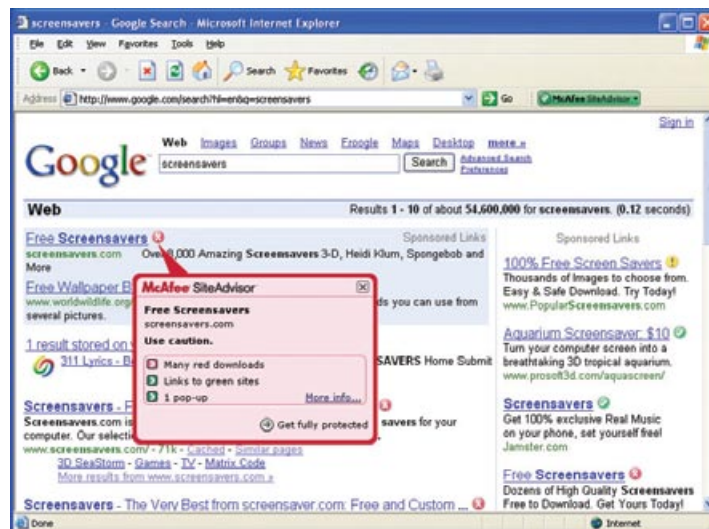 screensavers - Google Search - Microsoft Internet Explorer
File Edit View Favorites Tools Help
Back Search Favorites
Address http://www.google.com/search?hl=en&q=screensavers Go McAfee SiteAdvisor
Sign in
Google
Web Images Groups News Froogle Maps Desktop more »
screensavers Search Advanced Search
Preferences
Web Results 1 - 10 of about 54,600,000 for screensavers. (0.12 seconds)
Free Screensavers Sponsored Links
screensavers.com Over 8,000 Amazing Screensavers 3-D, Heidi Klum, Spongebob and
More
Free Wallpaper
www.worldwildlife.org ds you can use from
several pictures.
1 result stored on
311 Lyrics - SAVERS Home Submit
McAfee SiteAdvisor
Free Screensavers
screensavers.com
Use caution.
Many red downloads
Links to green sites
1 pop-up More info...
Get fully protected
Screensavers - F
Screensavers.com is savers for your
computer. Our selecti
www.screensavers.com/ - 71k - Cached - Similar pages
3D SeaStorm - Games - TV - Matrix Code
More results from www.screensavers.com »
Screensavers - The Very Best from screensaver.com: Free and Custom ...
Sponsored Links
100% Free Screen Savers
Thousands of Images to choose from.
Easy & Safe Download. Try Today!
www.PopularScreensavers.com
Aquarium Screensaver: $10
Turn your computer screen into a
breathtaking 3D tropical aquarium.
www.prosoft3d.com/aquascreen/
Screensavers
Get 100% exclusive Real Music
on your phone, set yourself free!
Jamster.com
Free Screensavers
Dozens of High Quality Screensavers
Free to Download. Get Yours Today!
Done Internet